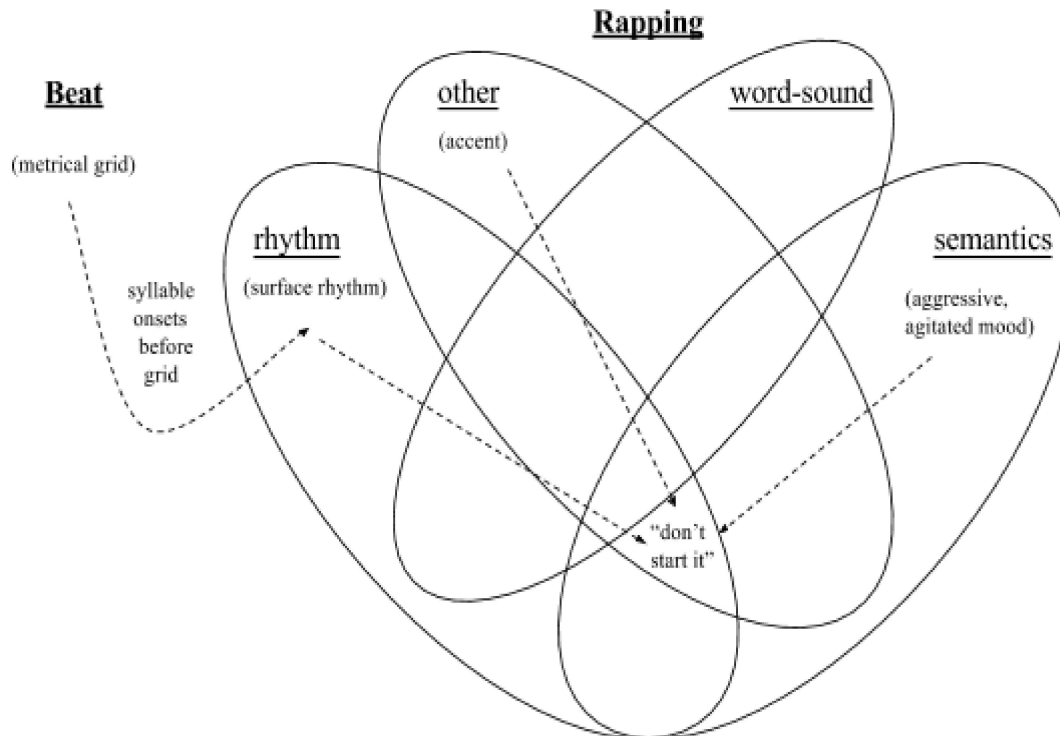 Rapping
Beat
other
word-sound
(accent)
(metrical grid)
rhythm
semantics
(surface rhythm)
syllable
onsets
before
grid
(aggressive,
agitated mood)
“don’t
start it”